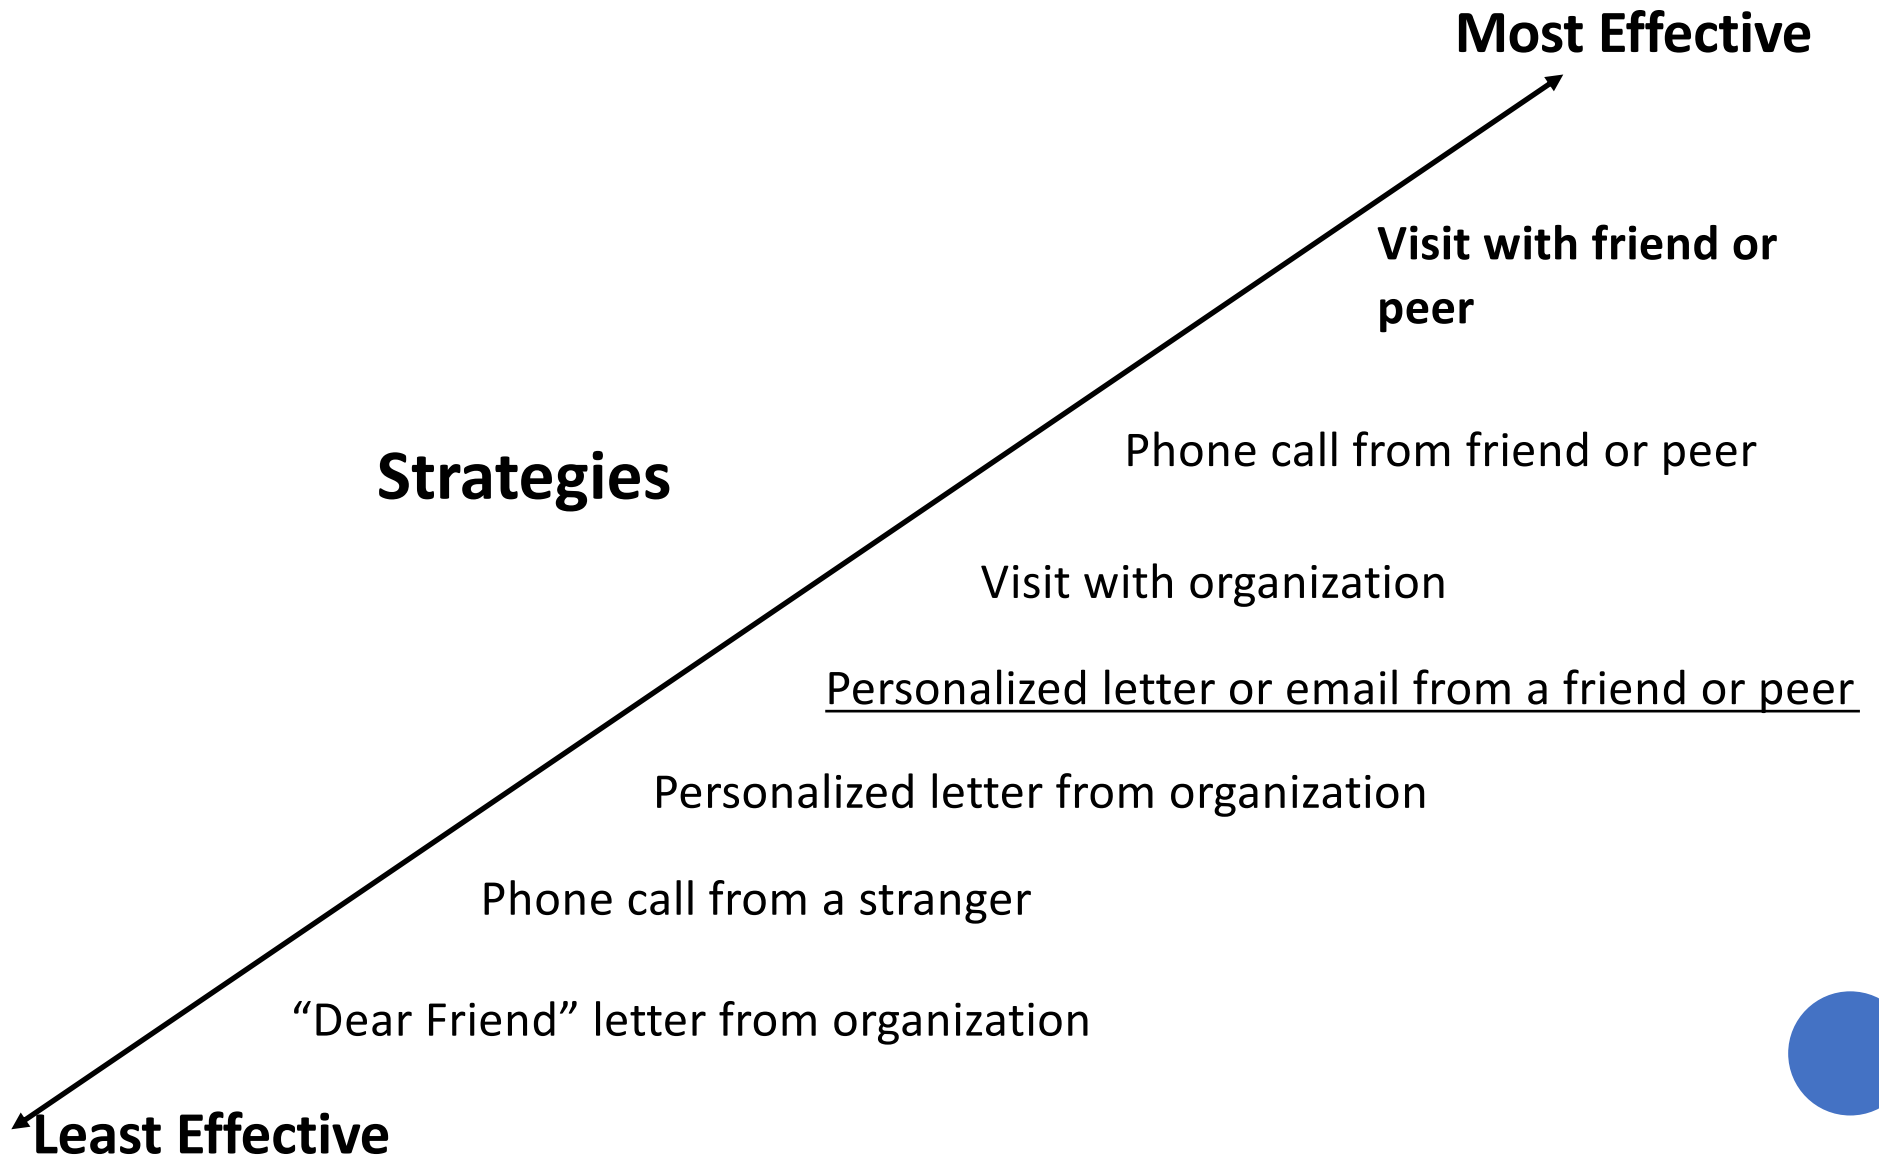 Most Effective
Visit with friend or
peer
Phone call from friend or peer
Strategies
Visit with organization
Personalized letter or email from a friend or peer
Personalized letter from organization
Phone call from a stranger
“Dear Friend” letter from organization
Least Effective